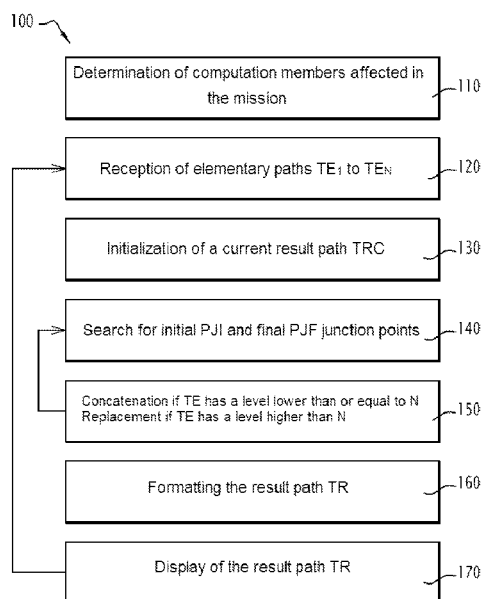 100
Determination of computation members affected in
the mission
110
Reception of elementary paths TE1 to TEN
120
Initialization of a current result path TRC
130
Search for initial PJI and final PJF junction points
140
Concatenation if TE has a level lower than or equal to N
Replacement if TE has a level higher than N
150
Formatting the result path TR
160
Display of the result path TR
170